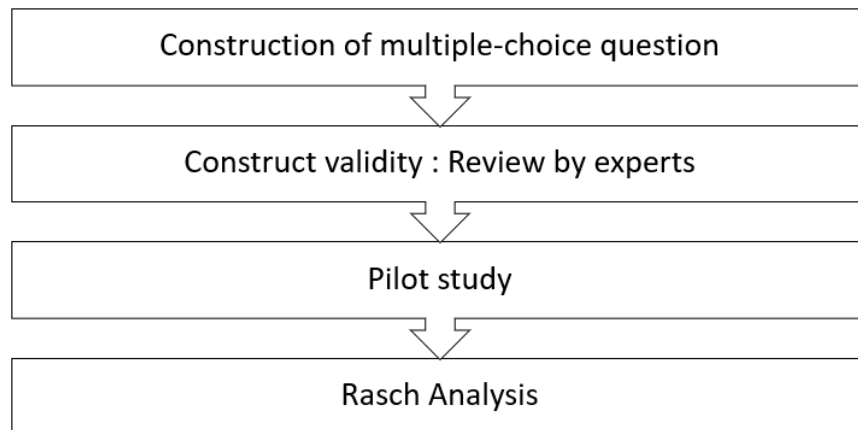 Construction of multiple-choice question
Construct validity : Review by experts
Pilot study
Rasch Analysis